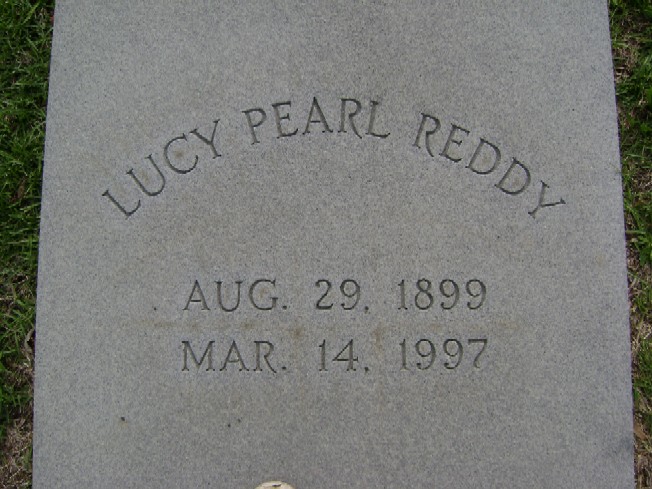 LUCY PEARL REDDY
AUG. 29, 1899
MAR. 14, 1997